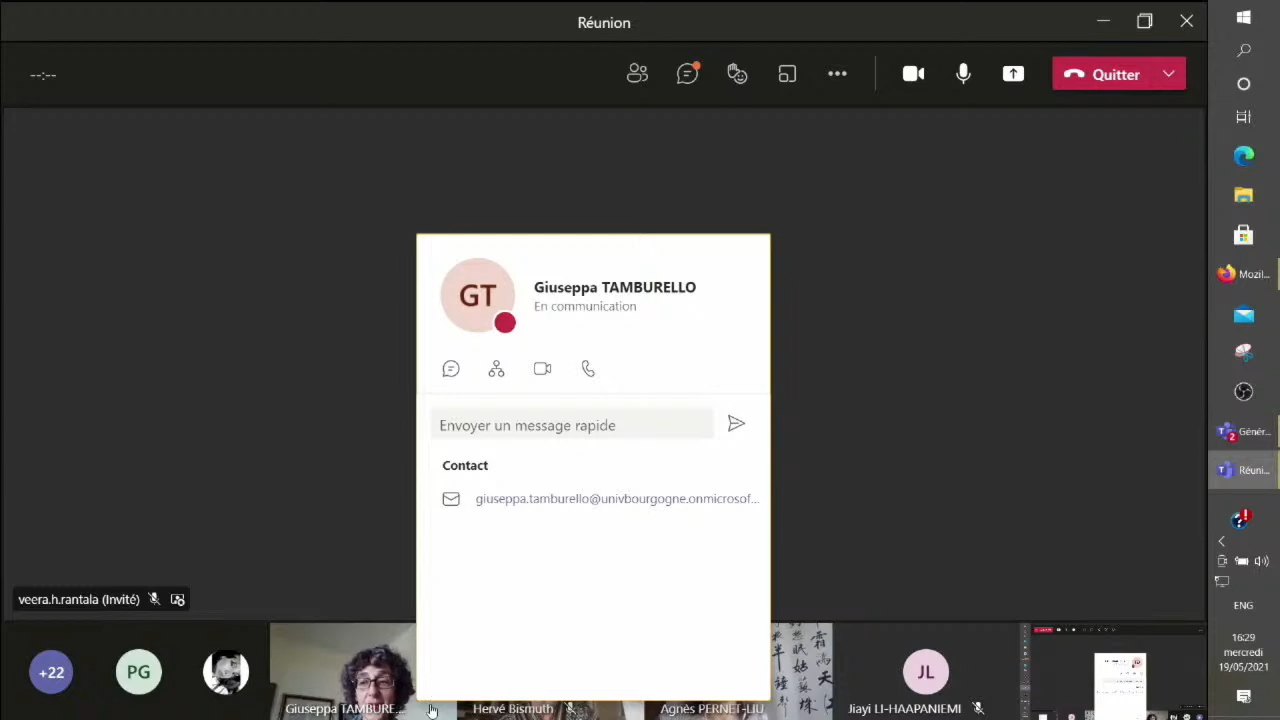 Réunion
--:--
Quitter
GT
Giuseppa TAMBURELLO
En communication
Envoyer un message rapide
Contact
giuseppa.tamburello@univbourgogne.onmicrosof...
veera.h.rantala (Invité)
+22
PG
Giuseppa TAMBURE...
Hervé Bismuth
Agnès PERNET-LIU
JL
Jiayi LI-HAAPANIEMI
Mozil...
2
Génér...
Réuni...
ENG
16:29
mercredi
19/05/2021